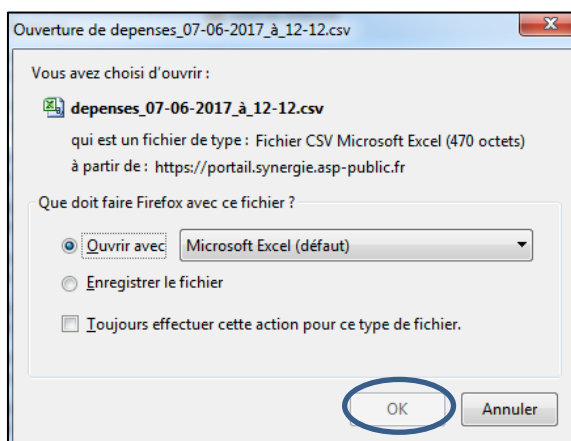 Ouverture de depenses_07-06-2017_à_12-12.csv
Vous avez choisi d'ouvrir :
depenses_07-06-2017_à_12-12.csv
qui est un fichier de type : Fichier CSV Microsoft Excel (470 octets)
à partir de : https://portail.synergie.asp-public.fr
Que doit faire Firefox avec ce fichier ?
Ouvrir avec Microsoft Excel (défaut)
Enregistrer le fichier
Toujours effectuer cette action pour ce type de fichier.
OK Annuler